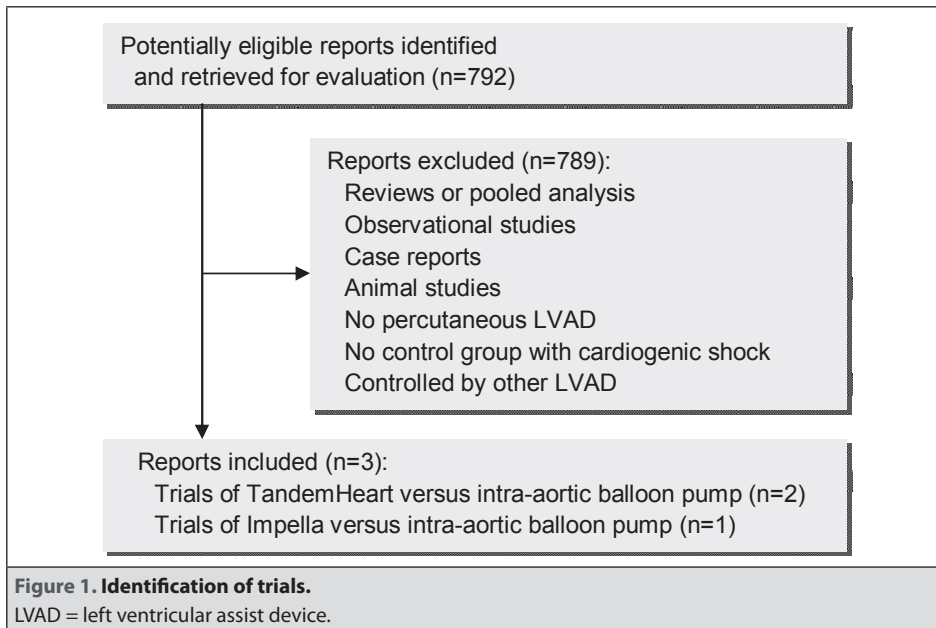 Potentially eligible reports identified
and retrieved for evaluation (n=792)
Reports excluded (n=789):
Reviews or pooled analysis
Observational studies
Case reports
Animal studies
No percutaneous LVAD
No control group with cardiogenic shock
Controlled by other LVAD
Reports included (n=3):
Trials of TandemHeart versus intra-aortic balloon pump (n=2)
Trials of Impella versus intra-aortic balloon pump (n=1)
Figure 1. Identification of trials.
LVAD = left ventricular assist device.